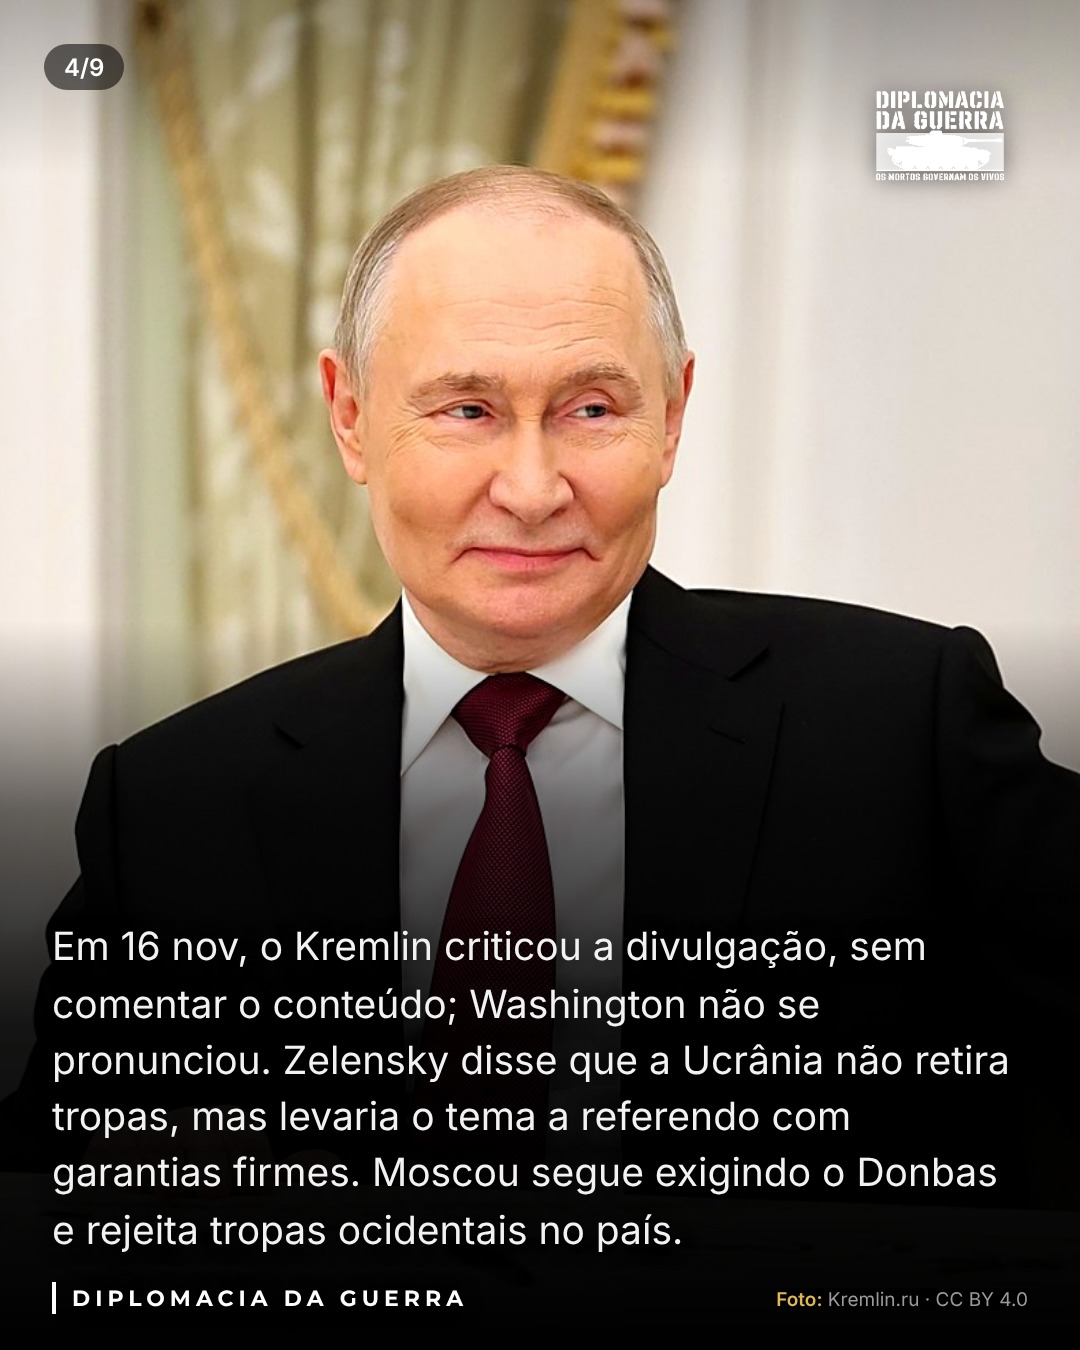 4/9
DIPLOMACIA
DA GUERRA
OS MORTOS GOVERNAM OS VIVOS
Em 16 nov, o Kremlin criticou a divulgação, sem
comentar o conteúdo; Washington não se
pronunciou. Zelensky disse que a Ucrânia não retira
tropas, mas levaria o tema a referendo com
garantias firmes. Moscou segue exigindo o Donbas
e rejeita tropas ocidentais no país.
DIPLOMACIA DA GUERRA
Foto: Kremlin.ru · CC BY 4.0